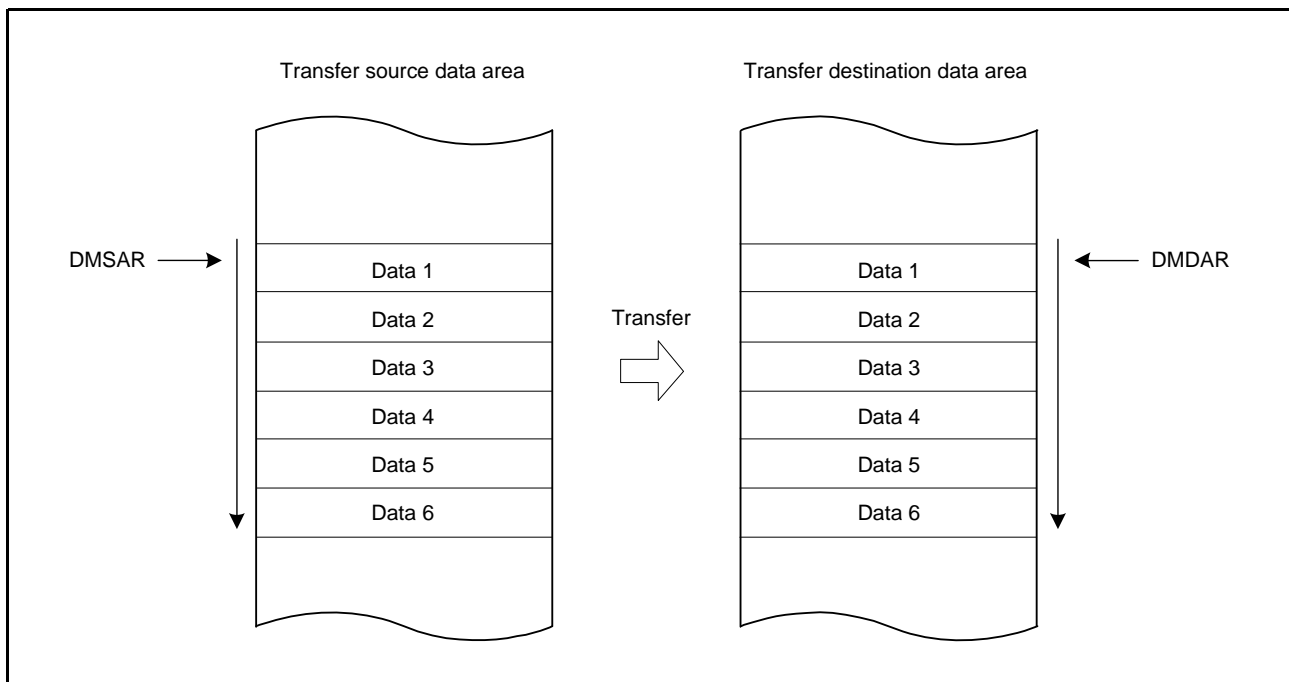 Transfer source data area
Transfer destination data area
DMSAR
Data 1
Data 1
DMDAR
Data 2
Transfer
Data 2
Data 3
Data 3
Data 4
Data 4
Data 5
Data 5
Data 6
Data 6